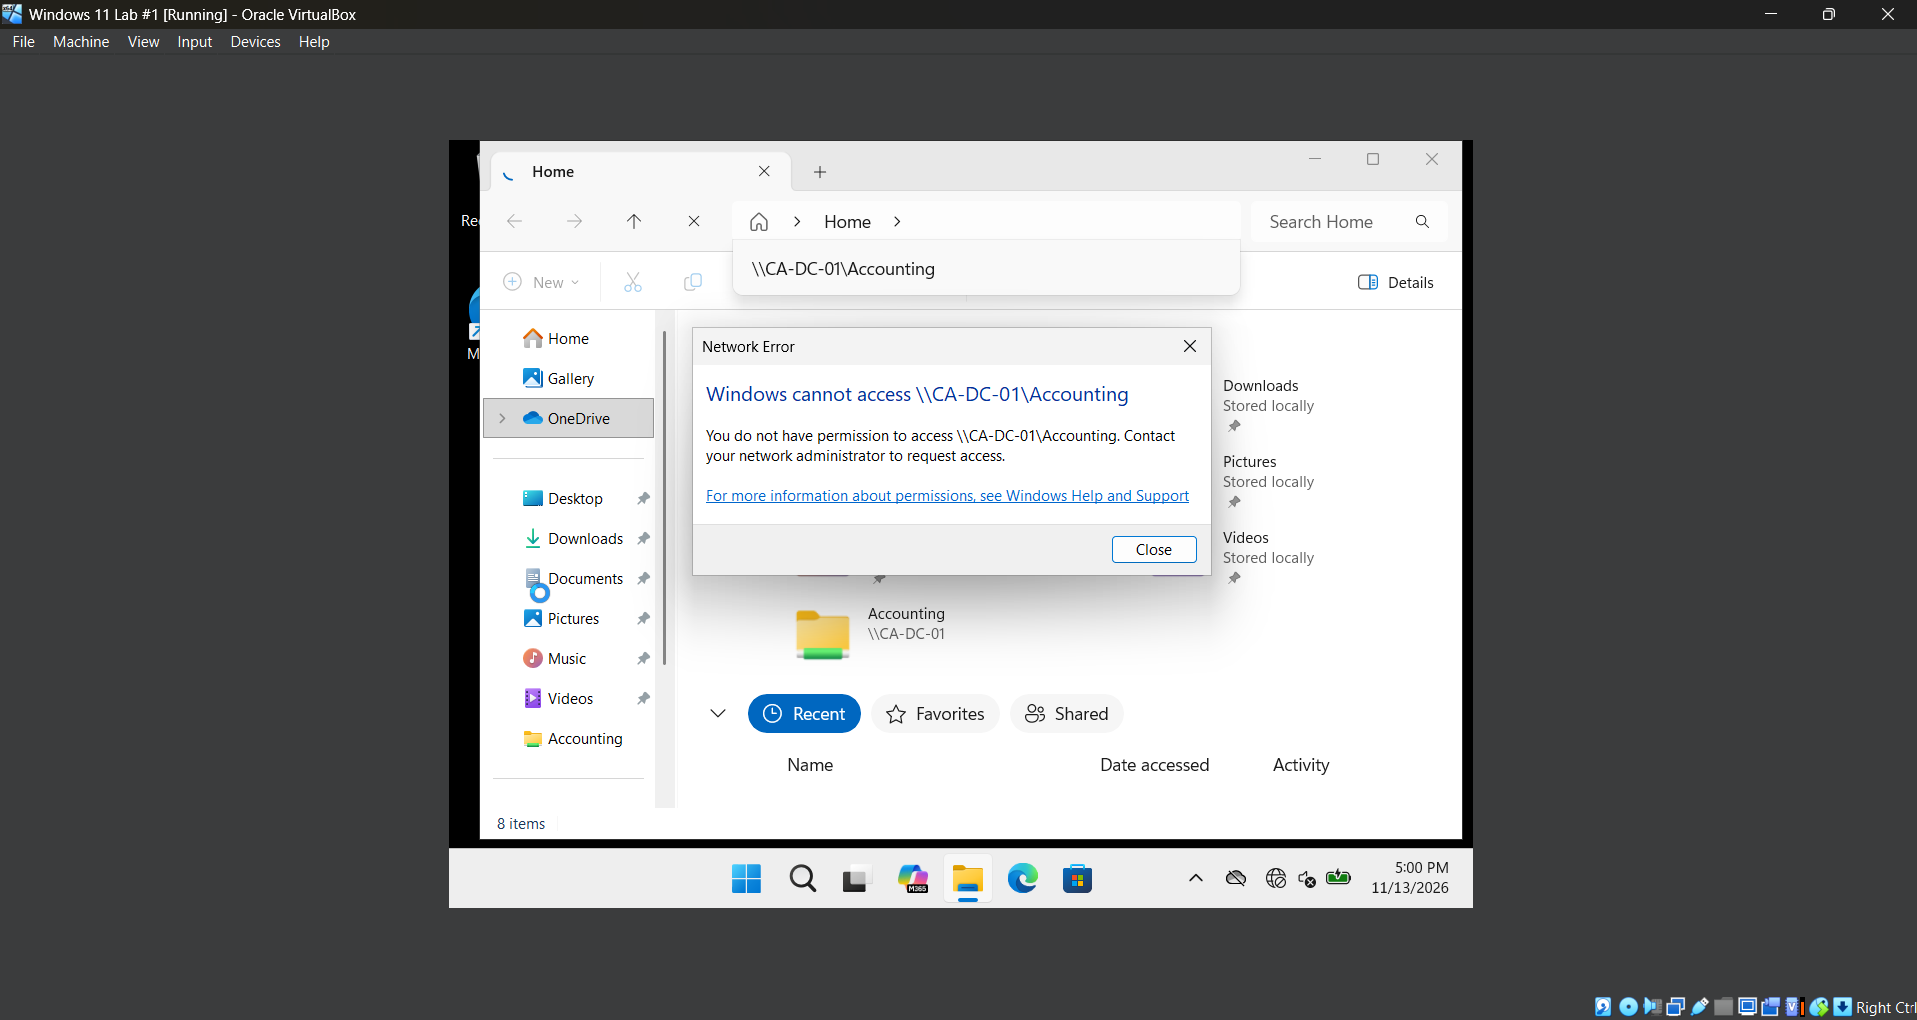 Windows 11 Lab #1 [Running] - Oracle VirtualBox
File Machine View Input Devices Help
Home
Home
Search Home
New
\\CA-DC-01\Accounting
Details
Home
Gallery
OneDrive
Desktop
Downloads
Documents
Pictures
Music
Videos
Accounting
Network Error
Windows cannot access \\CA-DC-01\Accounting
You do not have permission to access \\CA-DC-01\Accounting. Contact
your network administrator to request access.
For more information about permissions, see Windows Help and Support
Close
Downloads
Stored locally
Pictures
Stored locally
Videos
Stored locally
Accounting
\\CA-DC-01
Recent
Favorites
Shared
Name
Date accessed
Activity
8 items
M365
5:00 PM
11/13/2026
Right Ctrl